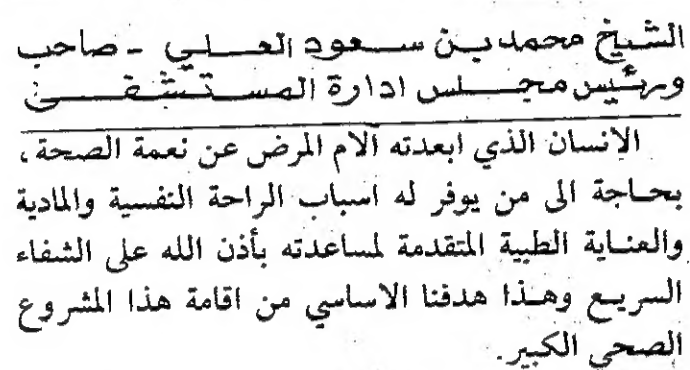 الشيخ محمد بن سعود العلي - صاحب
ورئيس مجلس ادارة المستشفى
الإنسان الذي ابعدته آلام المرض عن نعمة الصحة،
بحاجة الى من يوفر له اسباب الراحة النفسية والمادية
والعناية الطبية المتقدمة لمساعدته بأذن الله على الشفاء
السريع وهذا هدفنا الاساسي من اقامة هذا المشروع
الصحي الكبير.